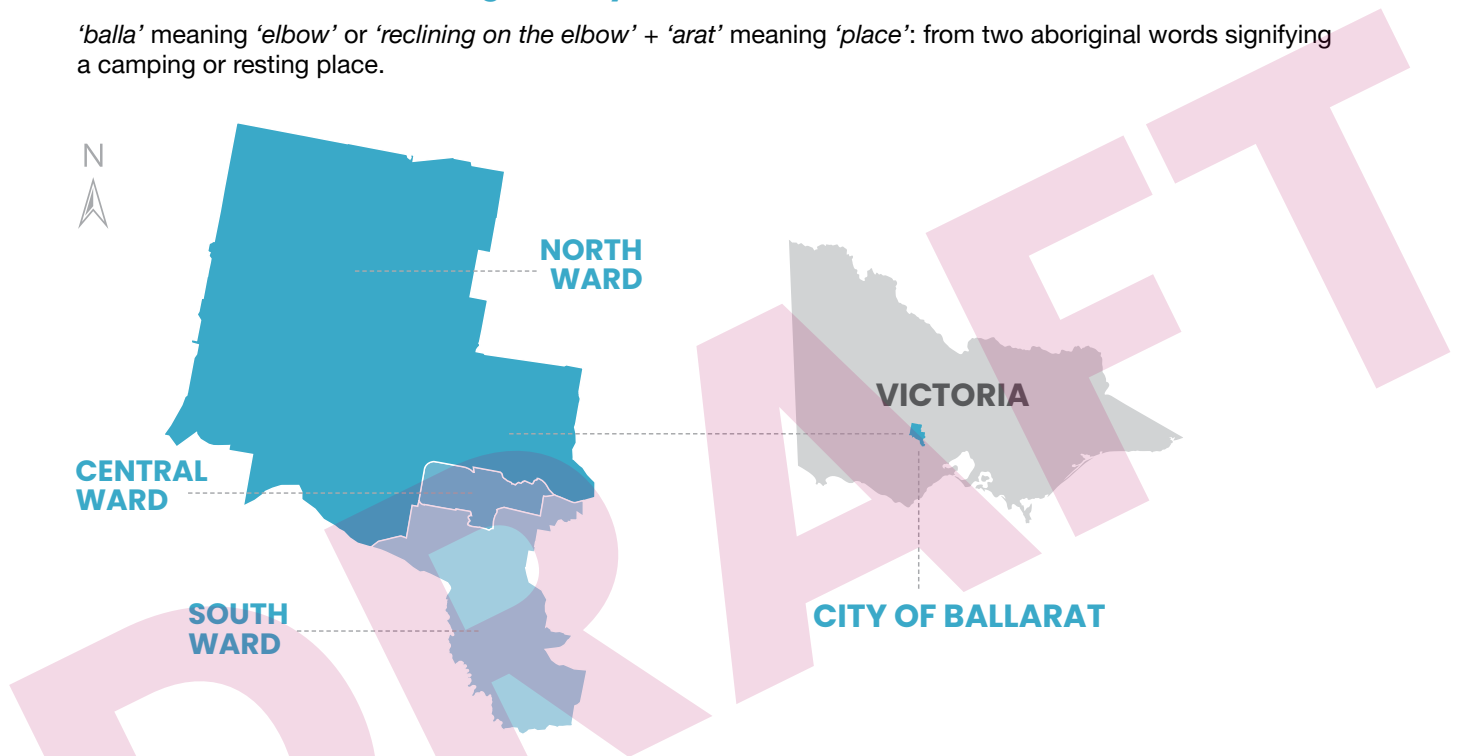 'balla' meaning 'elbow' or 'reclining on the elbow' + 'arat' meaning 'place': from two aboriginal words signifying
a camping or resting place.
N
NORTH
WARD
VICTORIA
CENTRAL
WARD
SOUTH
WARD
CITY OF BALLARAT
DRAFT